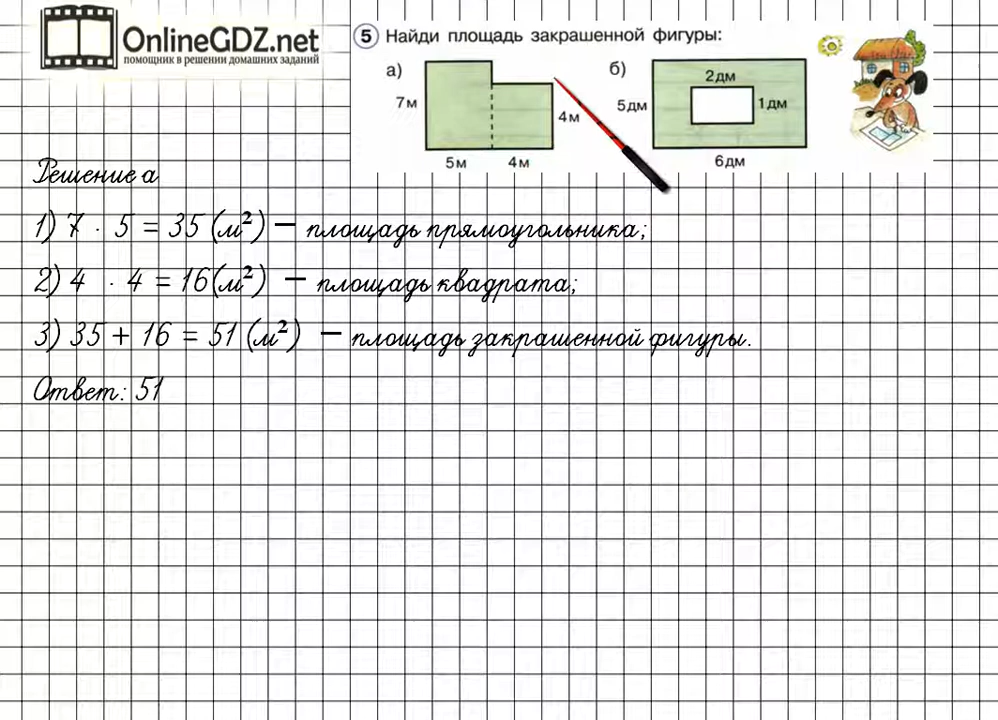 OnlineGDZ.net
помощник в решении домашних заданий
5 Найди площадь закрашенной фигуры:
а)
7м
4м
5м 4м
б)
2дм
5дм
1дм
6дм
Решение а
1) 7 · 5 = 35 (м²) — площадь прямоугольника;
2) 4 · 4 = 16(м²) — площадь квадрата;
3) 35 + 16 = 51 (м²) — площадь закрашенной фигуры.
Ответ: 51